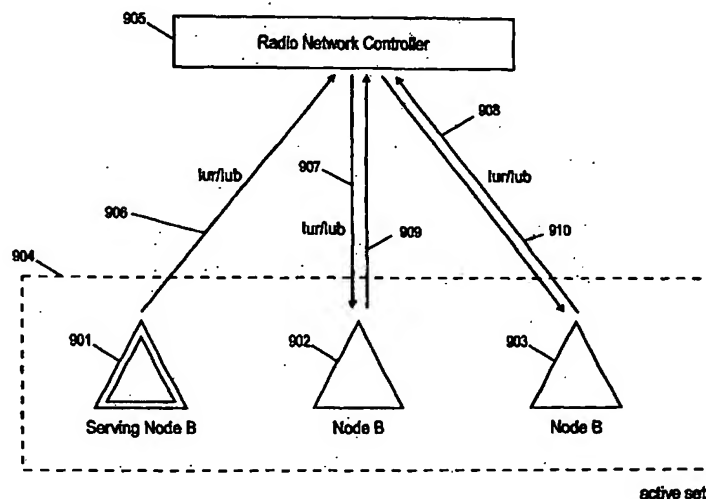 905
Radio Network Controller
908
907
Iur/Iub
Iur/Iub
906
Iur/Iub
909
910
904
901
902
903
Serving Node B
Node B
Node B
active set